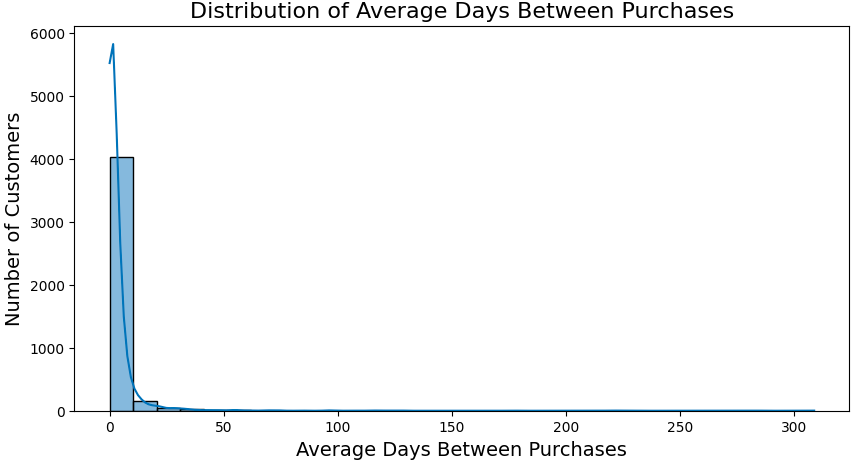 Distribution of Average Days Between Purchases
6000
5000
4000
3000
2000
1000
0
Number of Customers
0 50 100 150 200 250 300
Average Days Between Purchases